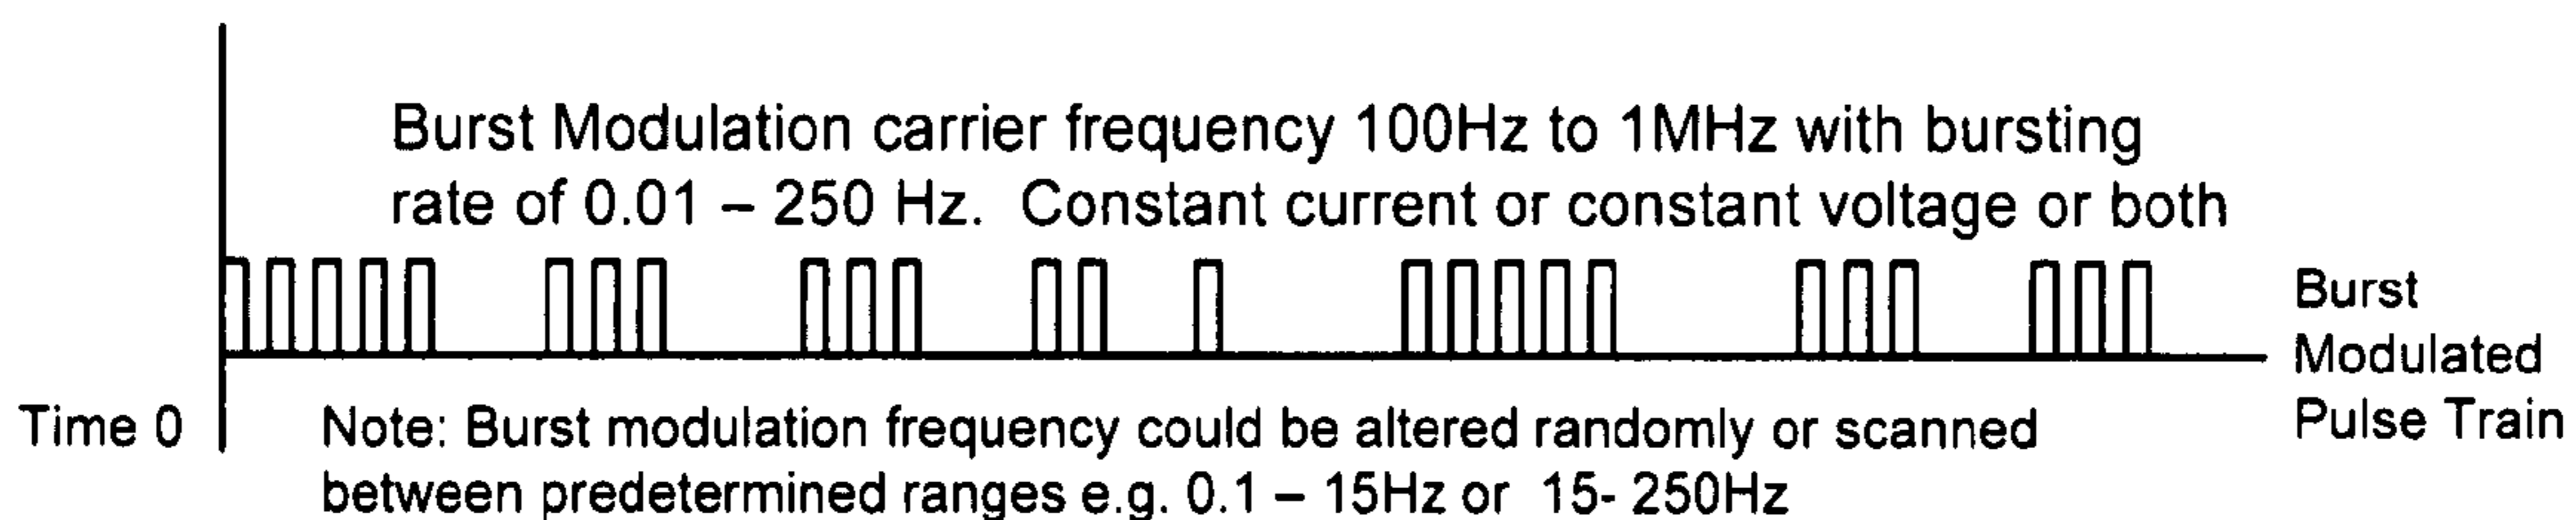 Burst Modulation carrier frequency 100Hz to 1MHz with bursting
rate of 0.01 – 250 Hz.  Constant current or constant voltage or both
Burst
Modulated
Pulse Train
Time 0
Note: Burst modulation frequency could be altered randomly or scanned
between predetermined ranges e.g. 0.1 – 15Hz or  15- 250Hz